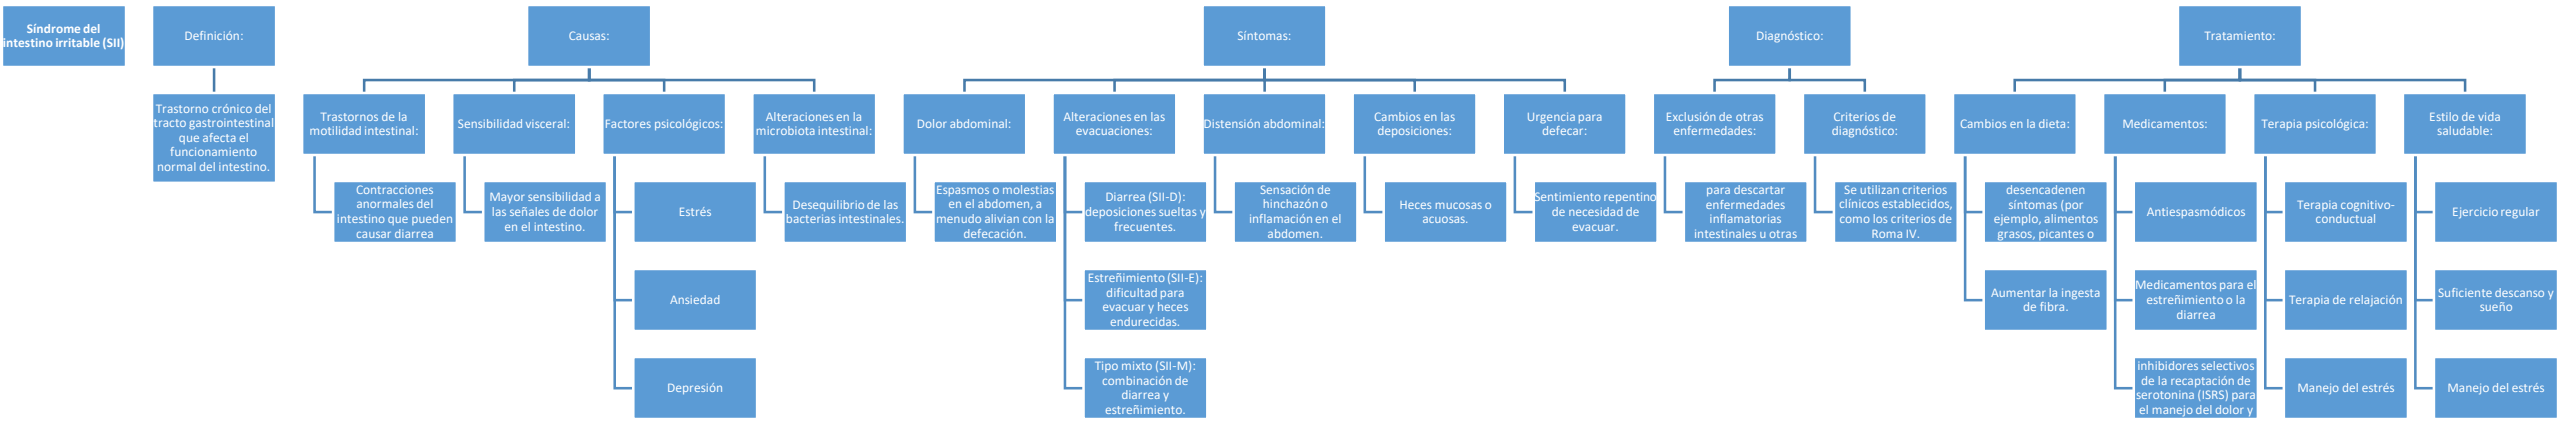 Síndrome del
intestino irritable (SII)
Definición:
Causas:
Síntomas:
Diagnóstico:
Tratamiento:
Trastorno crónico del
tracto gastrointestinal
que afecta el
funcionamiento
normal del intestino.
Trastornos de la
motilidad intestinal:
Contracciones
anormales del
intestino que pueden
causar diarrea
Sensibilidad visceral:
Mayor sensibilidad a
las señales de dolor
en el intestino.
Factores psicológicos:
Estrés
Ansiedad
Depresión
Alteraciones en la
microbiota intestinal:
Desequilibrio de las
bacterias intestinales.
Dolor abdominal:
Espasmos o molestias
en el abdomen, a
menudo alivian con la
defecación.
Alteraciones en las
evacuaciones:
Diarrea (SII-D):
deposiciones sueltas y
frecuentes.
Estreñimiento (SII-E):
dificultad para
evacuar y heces
endurecidas.
Tipo mixto (SII-M):
combinación de
diarrea y
estreñimiento.
Distensión abdominal:
Sensación de
hinchazón o
inflamación en el
abdomen.
Cambios en las
deposiciones:
Heces mucosas o
acuosas.
Urgencia para
defecar:
Sentimiento repentino
de necesidad de
evacuar.
Exclusión de otras
enfermedades:
para descartar
enfermedades
inflamatorias
intestinales u otras
Criterios de
diagnóstico:
Se utilizan criterios
clínicos establecidos,
como los criterios de
Roma IV.
Cambios en la dieta:
desencadenen
síntomas (por
ejemplo, alimentos
grasos, picantes o
Aumentar la ingesta
de fibra.
Medicamentos:
Antiespasmódicos
Medicamentos para el
estreñimiento o la
diarrea
inhibidores selectivos
de la recaptación de
serotonina (ISRS) para
el manejo del dolor y
Terapia psicológica:
Terapia cognitivo-
conductual
Terapia de relajación
Manejo del estrés
Estilo de vida
saludable:
Ejercicio regular
Suficiente descanso y
sueño
Manejo del estrés